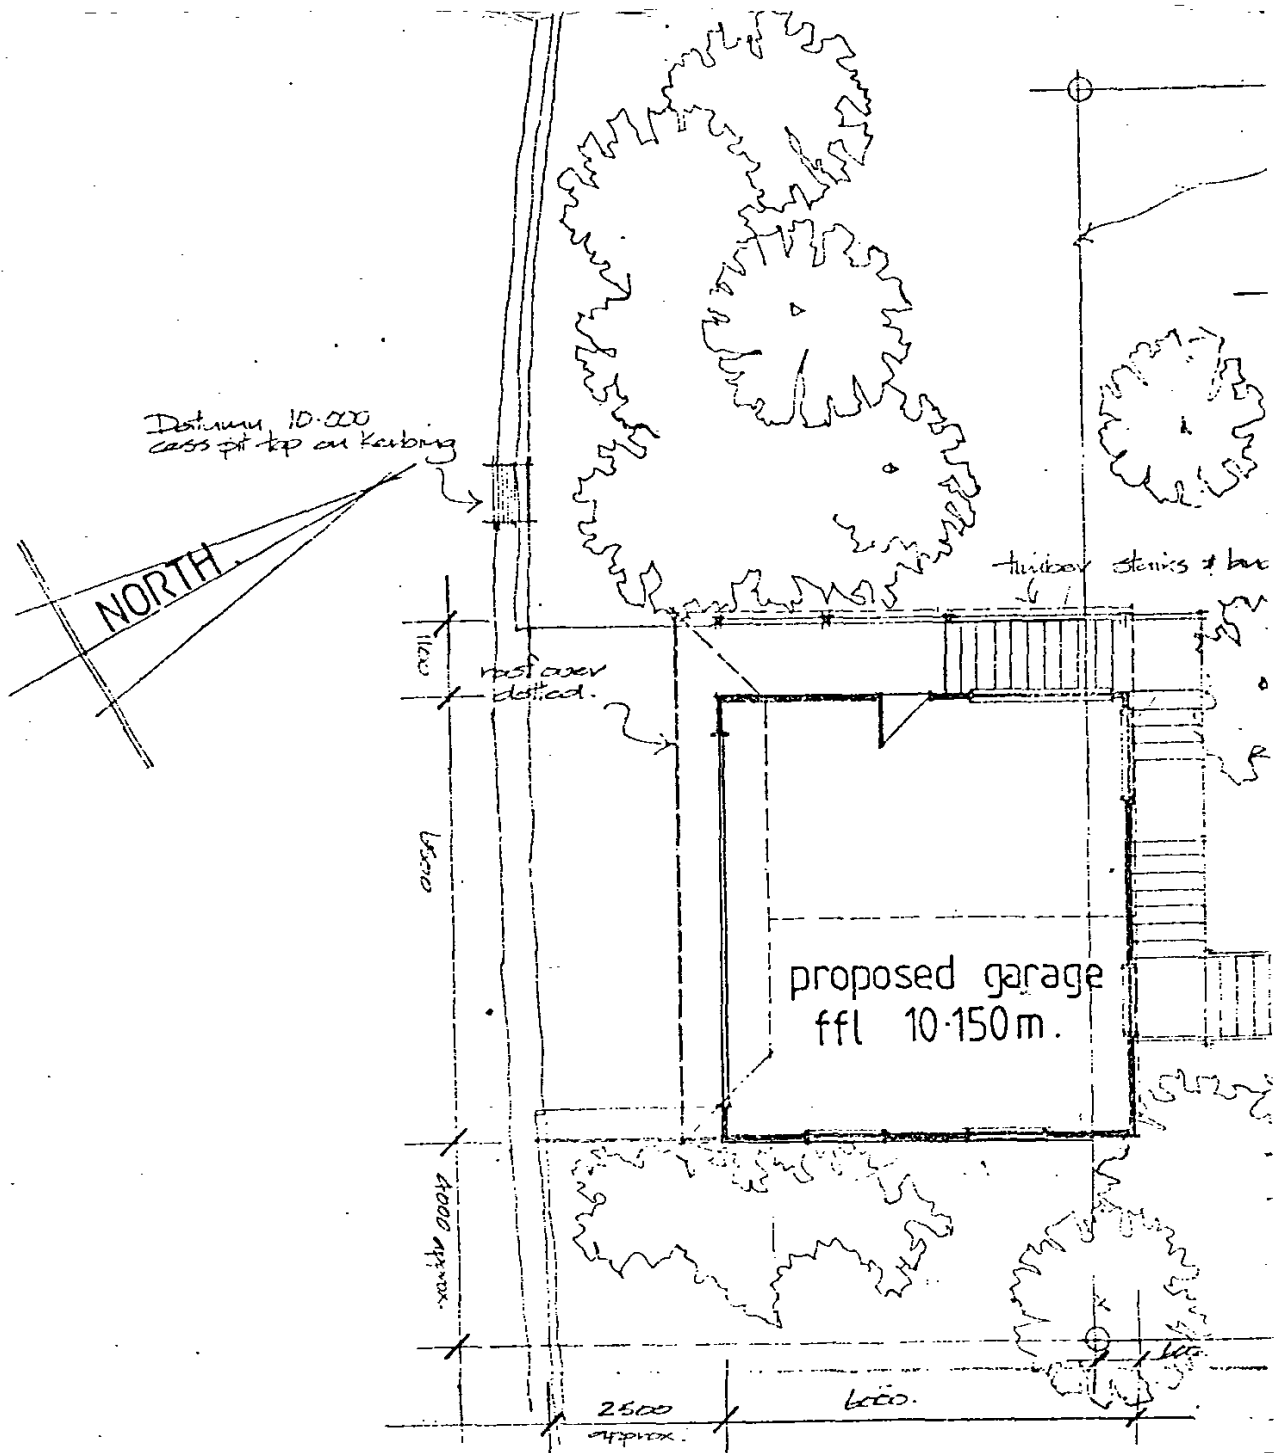 Datum 10.000
cess pit top on Kerbing
NORTH.
timber stairs &
1100
roof over
dotted.
proposed garage
ffl 10.150m.
4000 approx.
2500
approx.
6000.